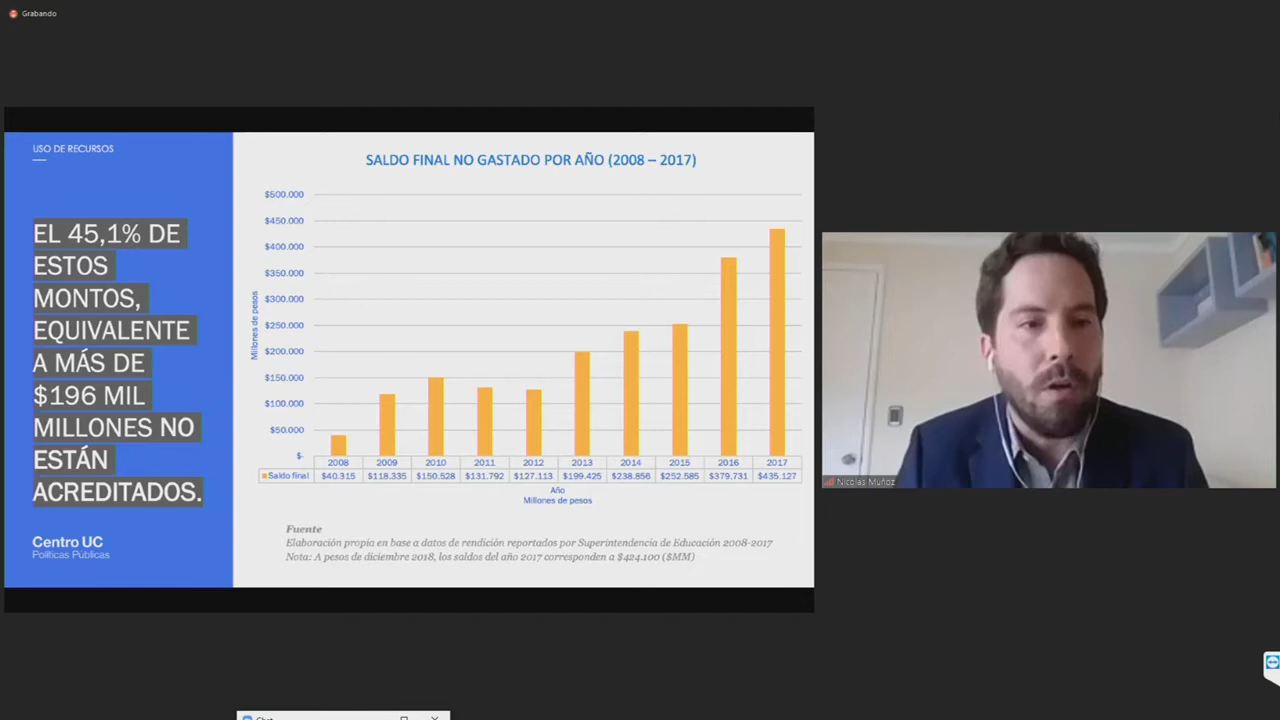 Grabando
USO DE RECURSOS
EL 45,1% DE
ESTOS
MONTOS,
EQUIVALENTE
A MÁS DE
$196 MIL
MILLONES NO
ESTÁN
ACREDITADOS.
Centro UC
Políticas Públicas
SALDO FINAL NO GASTADO POR AÑO (2008 – 2017)
Millones de pesos
$500.000
$450.000
$400.000
$350.000
$300.000
$250.000
$200.000
$150.000
$100.000
$50.000
$-
2008 2009 2010 2011 2012 2013 2014 2015 2016 2017
Saldo final $40.315 $118.335 $150.528 $131.792 $127.113 $199.425 $238.856 $252.585 $379.731 $435.127
Año
Millones de pesos
Fuente
Elaboración propia en base a datos de rendición reportados por Superintendencia de Educación 2008-2017
Nota: A pesos de diciembre 2018, los saldos del año 2017 corresponden a $424.100 ($MM)
Nicolás Muñoz